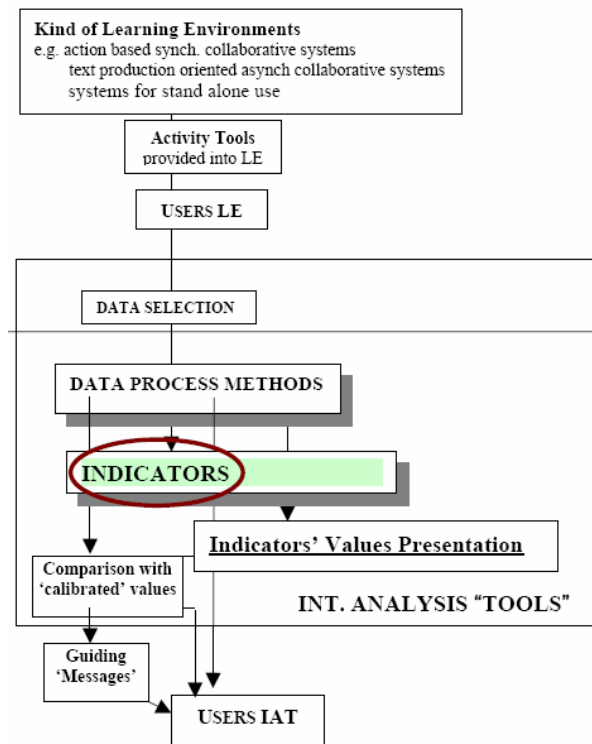 Kind of Learning Environments
e.g. action based synch. collaborative systems
text production oriented asynch collaborative systems
systems for stand alone use
Activity Tools
provided into LE
USERS LE
DATA SELECTION
DATA PROCESS METHODS
INDICATORS
Indicators' Values Presentation
Comparison with
'calibrated' values
INT. ANALYSIS "TOOLS"
Guiding
'Messages'
USERS IAT